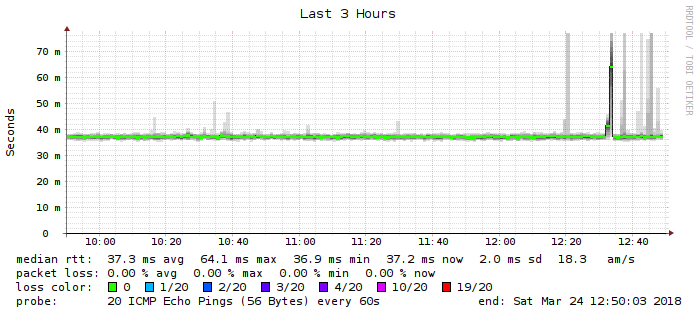 Last 3 Hours
RRDTOOL / TOBI OETIKER
Seconds
70 m
60 m
50 m
40 m
30 m
20 m
10 m
0
10:00 10:20 10:40 11:00 11:20 11:40 12:00 12:20 12:40
median rtt: 37.3 ms avg 64.1 ms max 36.9 ms min 37.2 ms now 2.0 ms sd 18.3 am/s
packet loss: 0.00 % avg 0.00 % max 0.00 % min 0.00 % now
loss color: 0 1/20 2/20 3/20 4/20 10/20 19/20
probe: 20 ICMP Echo Pings (56 Bytes) every 60s end: Sat Mar 24 12:50:03 2018